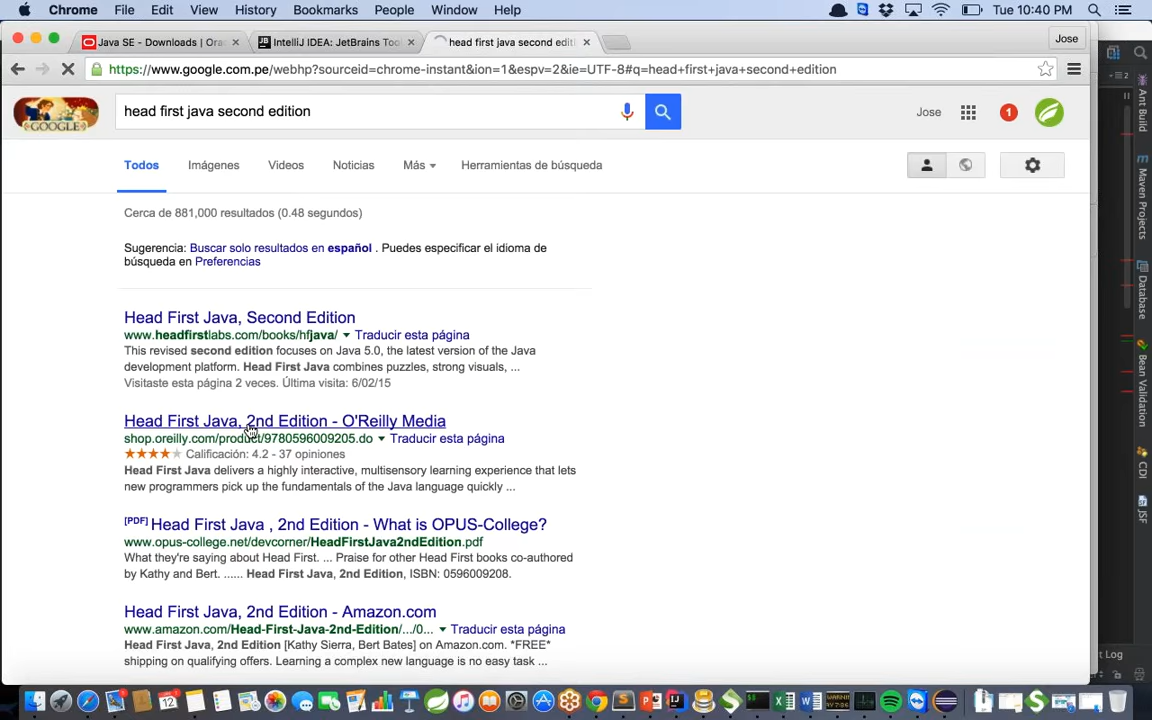 Chrome File Edit View History Bookmarks People Window Help Tue 10:40 PM
Java SE - Downloads | Ora × IntelliJ IDEA: JetBrains Tool × head first java second editi × Jose
https://www.google.com.pe/webhp?sourceid=chrome-instant&ion=1&espv=2&ie=UTF-8#q=head+first+java+second+edition
GOOGLE head first java second edition Jose 1
Todos Imágenes Videos Noticias Más Herramientas de búsqueda
Cerca de 881,000 resultados (0.48 segundos)
Sugerencia: Buscar solo resultados en español . Puedes especificar el idioma de
búsqueda en Preferencias
Head First Java, Second Edition
www.headfirstlabs.com/books/hfjava/ Traducir esta página
This revised second edition focuses on Java 5.0, the latest version of the Java
development platform. Head First Java combines puzzles, strong visuals, ...
Visitaste esta página 2 veces. Última visita: 6/02/15
Head First Java, 2nd Edition - O'Reilly Media
shop.oreilly.com/product/9780596009205.do Traducir esta página
Calificación: 4.2 - 37 opiniones
Head First Java delivers a highly interactive, multisensory learning experience that lets
new programmers pick up the fundamentals of the Java language quickly ...
[PDF] Head First Java , 2nd Edition - What is OPUS-College?
www.opus-college.net/devcorner/HeadFirstJava2ndEdition.pdf
What they're saying about Head First. ... Praise for other Head First books co-authored
by Kathy and Bert. ...... Head First Java, 2nd Edition, ISBN: 0596009208.
Head First Java, 2nd Edition - Amazon.com
www.amazon.com/Head-First-Java-2nd-Edition/.../0... Traducir esta página
Head First Java, 2nd Edition [Kathy Sierra, Bert Bates] on Amazon.com. *FREE*
shipping on qualifying offers. Learning a complex new language is no easy task ...
Ant Build
Maven Projects
Database
Bean Validation
CDI
JSF
t Log
12